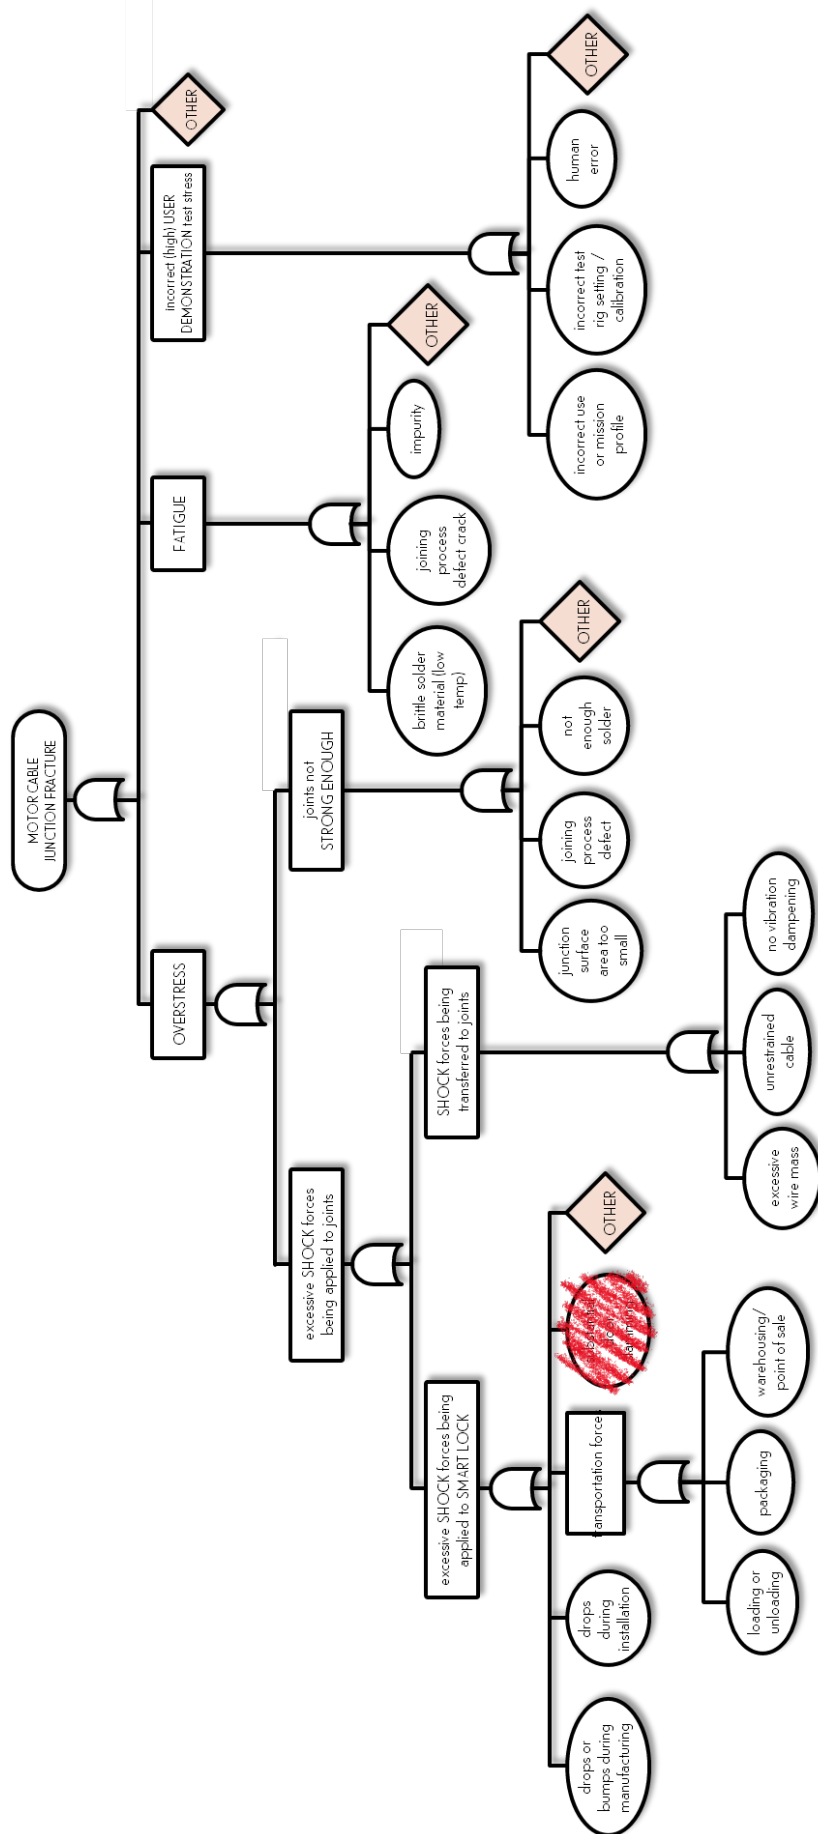 MOTOR CABLE
JUNCTION FRACTURE
OVERSTRESS
FATIGUE
incorrect (high) USER
DEMONSTRATION test stress
OTHER
excessive SHOCK forces
being applied to joints
joints not
STRONG ENOUGH
brittle solder
material (low
temp)
joining
process
defect crack
impurity
OTHER
excessive SHOCK forces being
applied to SMART LOCK
SHOCK forces being
transferred to joints
junction
surface
area too
small
joining
process
defect
not
enough
solder
OTHER
incorrect use
or mission
profile
incorrect test
rig setting /
calibration
human
error
OTHER
drops or
bumps during
manufacturing
drops
during
installation
transportation forces
substantial
door
slamming
OTHER
loading or
unloading
packaging
warehousing/
point of sale
excessive
wire mass
unrestrained
cable
no vibration
dampening